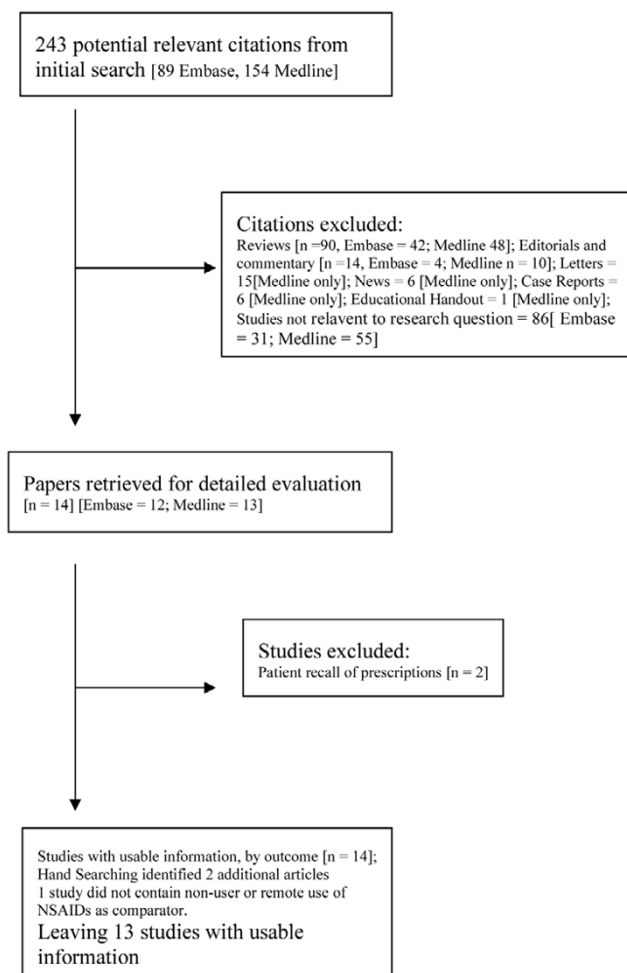 243 potential relevant citations from
initial search [89 Embase, 154 Medline]
Citations excluded:
Reviews [n =90, Embase = 42; Medline 48]; Editorials and
commentary [n =14, Embase = 4; Medline n = 10]; Letters =
15[Medline only]; News = 6 [Medline only]; Case Reports =
6 [Medline only]; Educational Handout = 1 [Medline only];
Studies not relavent to research question = 86[ Embase
= 31; Medline = 55]
Papers retrieved for detailed evaluation
[n = 14] [Embase = 12; Medline = 13]
Studies excluded:
Patient recall of prescriptions [n = 2]
Studies with usable information, by outcome [n = 14];
Hand Searching identified 2 additional articles
1 study did not contain non-user or remote use of
NSAIDs as comparator.
Leaving 13 studies with usable
information